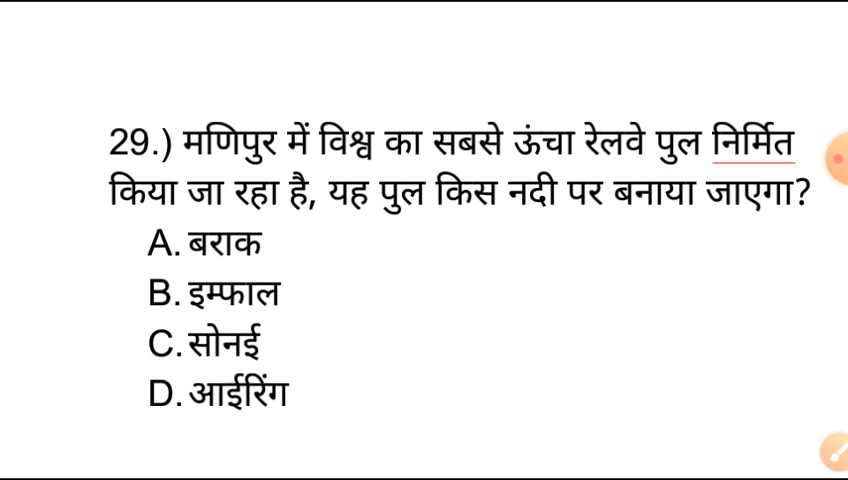 29.) मणिपुर में विश्व का सबसे ऊंचा रेलवे पुल निर्मित
किया जा रहा है, यह पुल किस नदी पर बनाया जाएगा?
A. बराक
B. इम्फाल
C. सोनई
D. आईरिंग